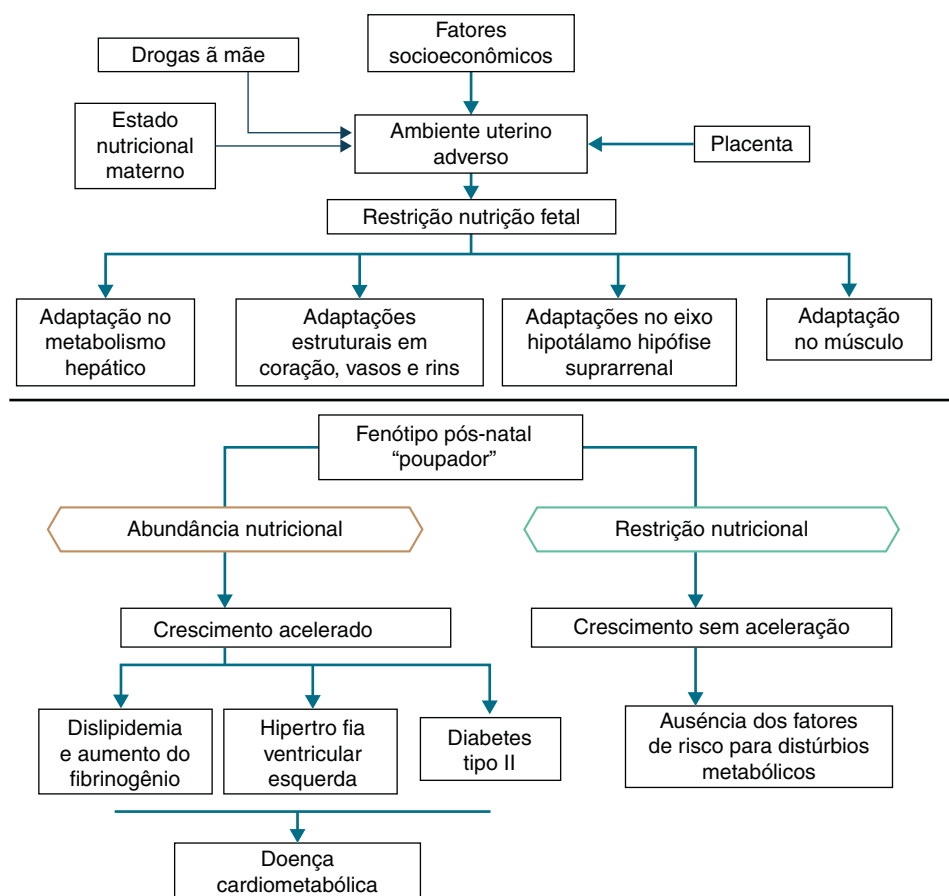 Drogas ã mãe
Fatores
socioeconômicos
Estado
nutricional
materno
Ambiente uterino
adverso
Placenta
Restrição nutrição fetal
Adaptação no
metabolismo
hepático
Adaptações
estruturais em
coração, vasos e rins
Adaptações no eixo
hipotálamo hipófise
suprarrenal
Adaptação
no músculo
Fenótipo pós-natal
“poupador”
Abundância nutricional
Restrição nutricional
Crescimento acelerado
Crescimento sem aceleração
Dislipidemia
e aumento do
fibrinogênio
Hipertro fia
ventricular
esquerda
Diabetes
tipo II
Auséncia dos fatores
de risco para distúrbios
metabólicos
Doença
cardiometabólica